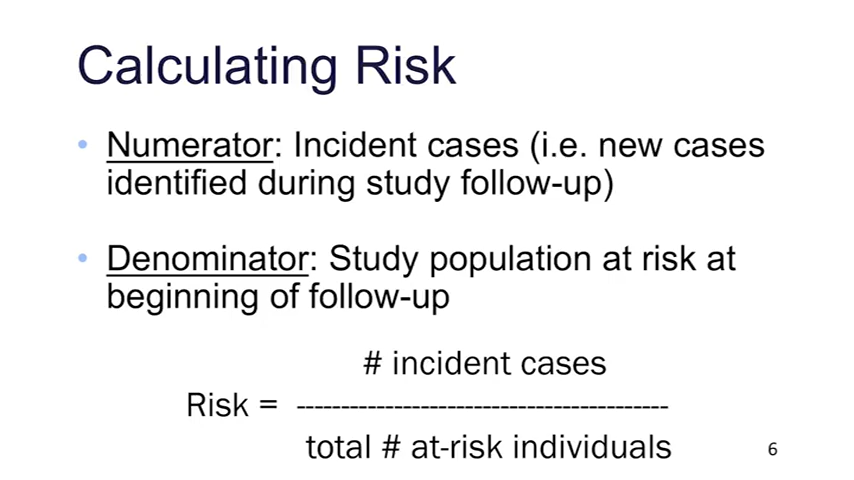 Calculating Risk
• Numerator: Incident cases (i.e. new cases
identified during study follow-up)
• Denominator: Study population at risk at
beginning of follow-up
# incident cases
Risk = ------------------------------------------
total # at-risk individuals
6